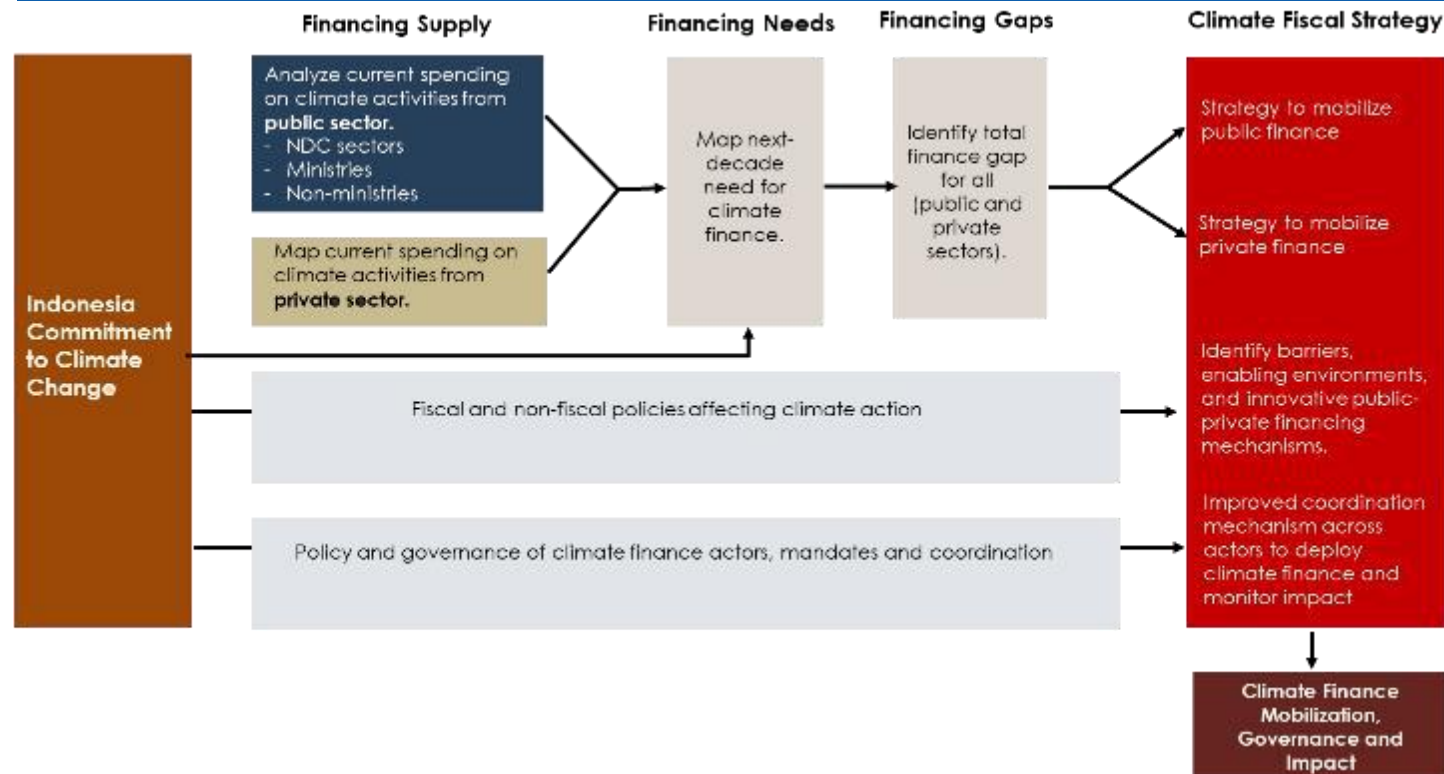 Financing Supply
Financing Needs
Financing Gaps
Climate Fiscal Strategy
Indonesia
Commitment
to Climate
Change
Analyze current spending
on climate activities from
public sector.
- NDC sectors
- Ministries
- Non-ministries
Map current spending on
climate activities from
private sector.
Map next-
decade
need for
climate
finance.
Identify total
finance gap
for all
(public and
private
sectors).
Strategy to mobilize
public finance
Strategy to mobilize
private finance
Identify barriers,
enabling environments,
and innovative public-
private financing
mechanisms.
Improved coordination
mechanism across
actors to deploy
climate finance and
monitor impact
Fiscal and non-fiscal policies affecting climate action
Policy and governance of climate finance actors, mandates and coordination
Climate Finance
Mobilization,
Governance and
Impact